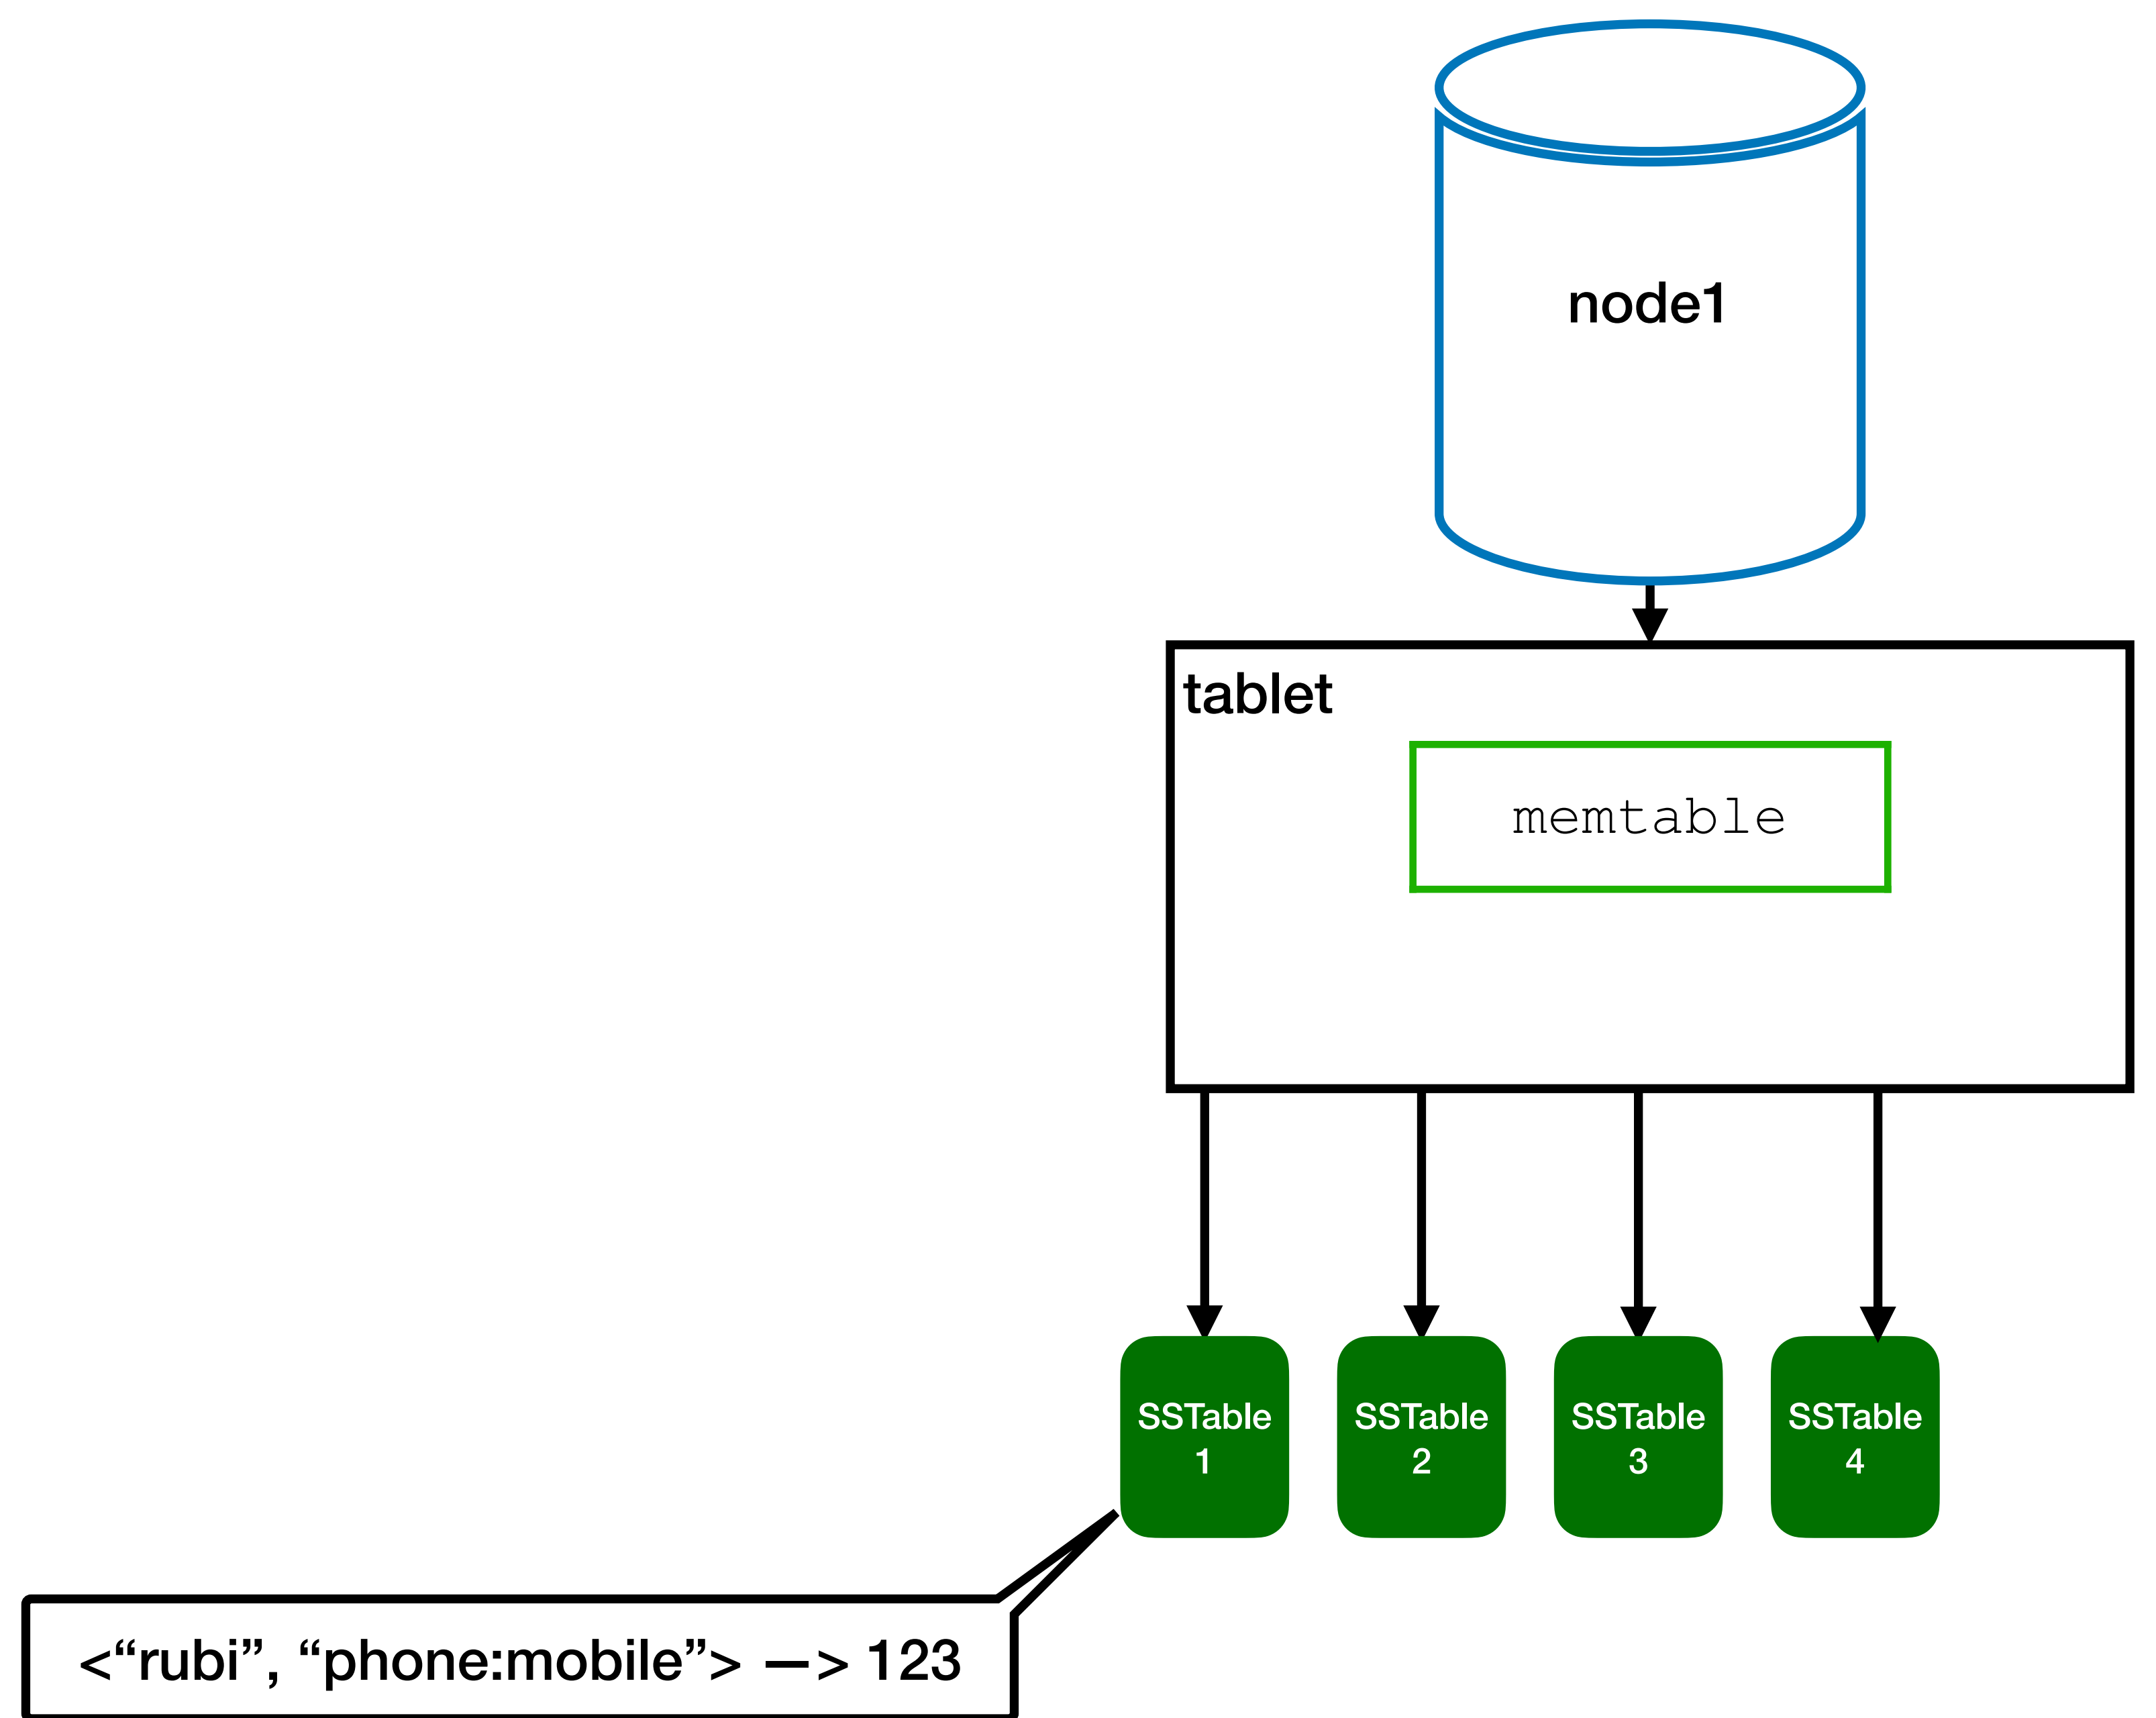 node1
tablet
memtable
SSTable
1
SSTable
2
SSTable
3
SSTable
4
<“rubi”, “phone:mobile”> —> 123